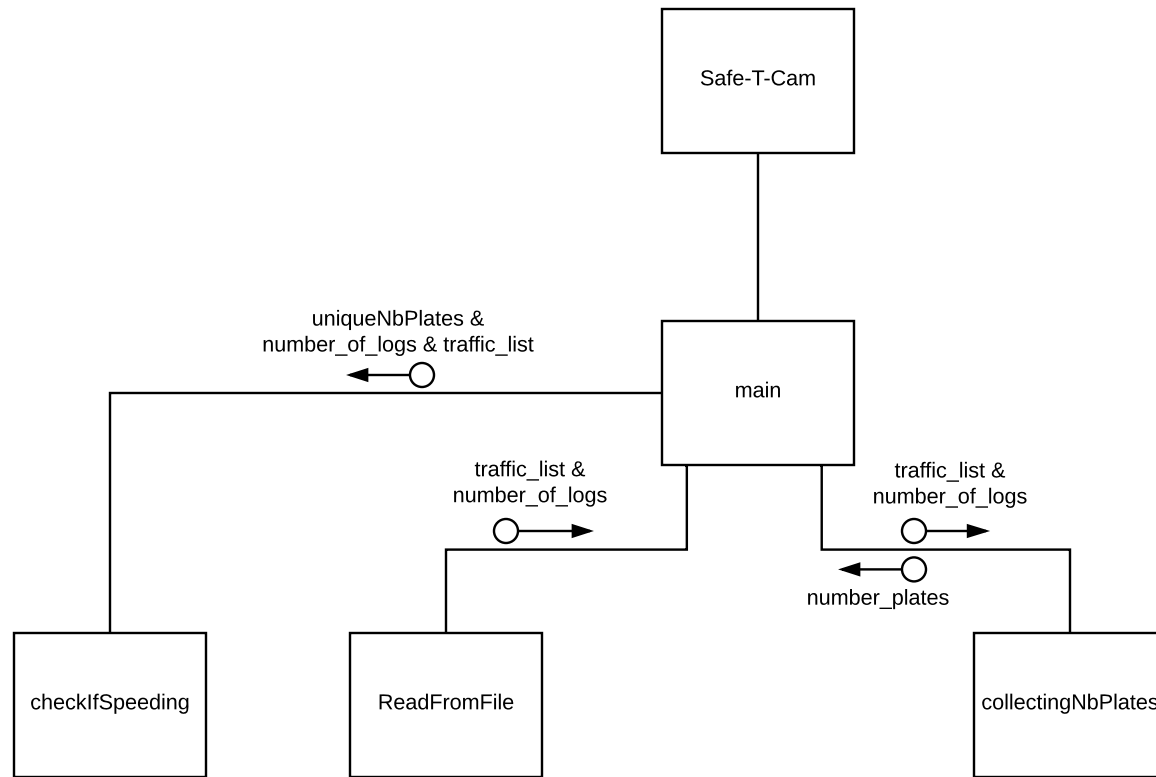 Safe-T-Cam
uniqueNbPlates &
number_of_logs & traffic_list
main
traffic_list &
number_of_logs
traffic_list &
number_of_logs
number_plates
checkIfSpeeding
ReadFromFile
collectingNbPlates